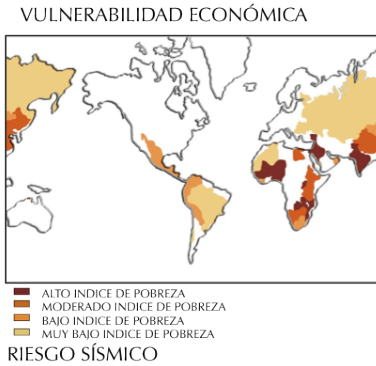 VULNERABILIDAD ECONÓMICA
ALTO INDICE DE POBREZA
MODERADO INDICE DE POBREZA
BAJO INDICE DE POBREZA
MUY BAJO INDICE DE POBREZA
RIESGO SÍSMICO